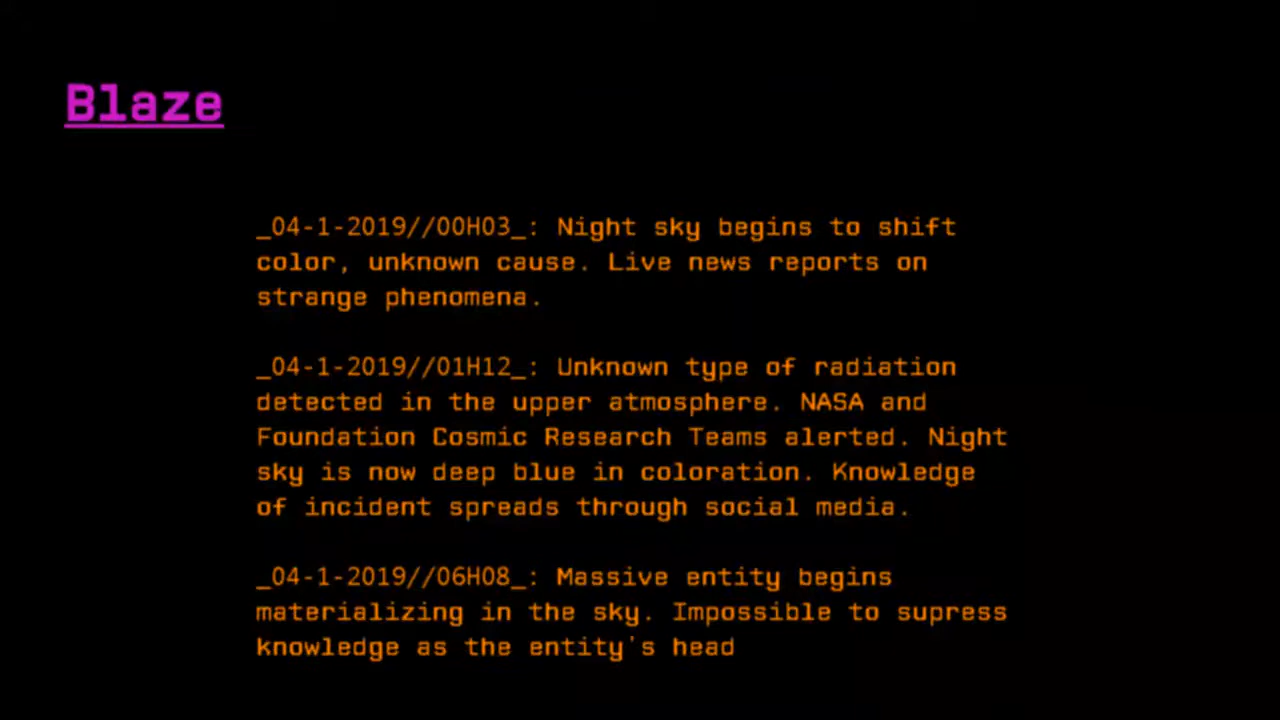 Blaze
_04-1-2019//00H03_: Night sky begins to shift
color, unknown cause. Live news reports on
strange phenomena.
_04-1-2019//01H12_: Unknown type of radiation
detected in the upper atmosphere. NASA and
Foundation Cosmic Research Teams alerted. Night
sky is now deep blue in coloration. Knowledge
of incident spreads through social media.
_04-1-2019//06H08_: Massive entity begins
materializing in the sky. Impossible to supress
knowledge as the entity's head